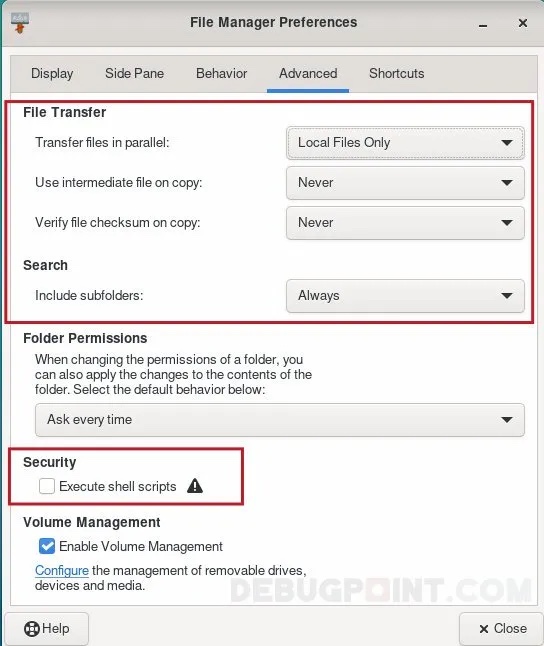 File Manager Preferences
Display Side Pane Behavior Advanced Shortcuts
File Transfer
Transfer files in parallel: Local Files Only
Use intermediate file on copy: Never
Verify file checksum on copy: Never
Search
Include subfolders: Always
Folder Permissions
When changing the permissions of a folder, you
can also apply the changes to the contents of the
folder. Select the default behavior below:
Ask every time
Security
Execute shell scripts
Volume Management
Enable Volume Management
Configure the management of removable drives,
devices and media.
DEBUGPOINT.COM
Help Close